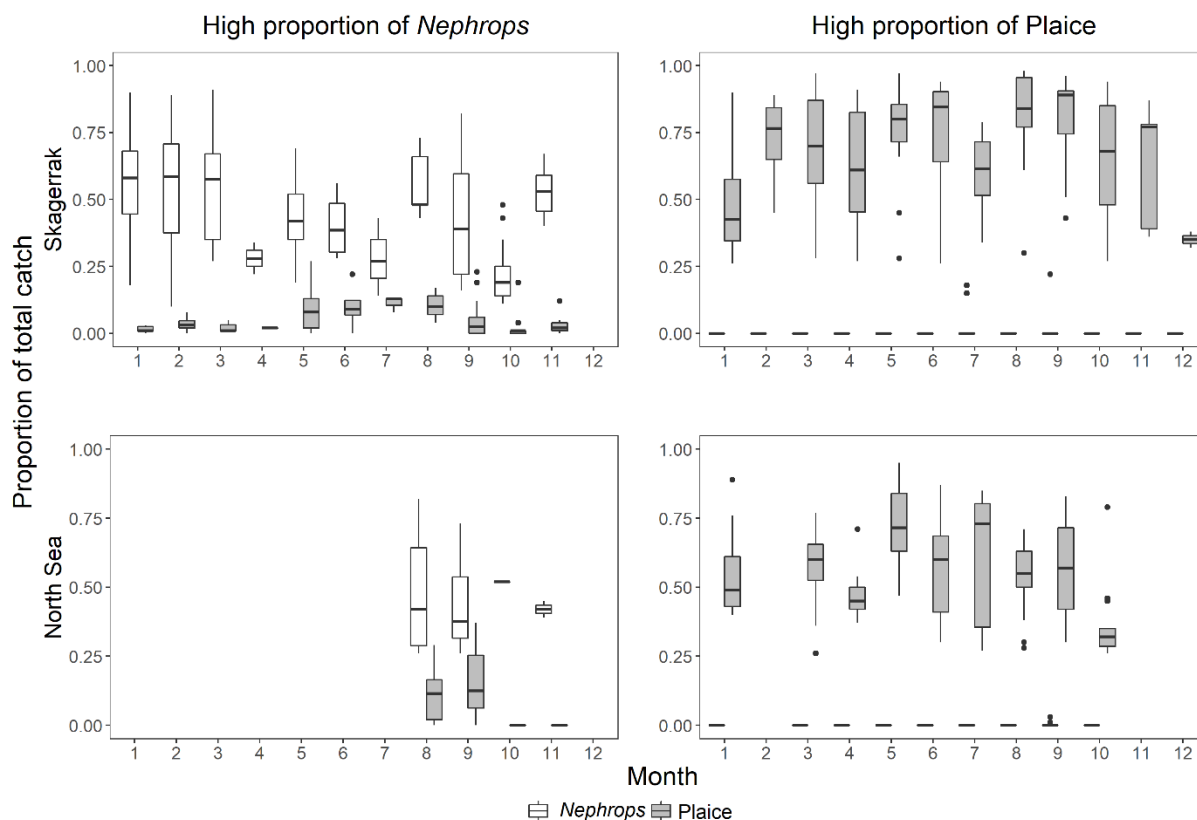 High proportion of Nephrops
High proportion of Plaice
Proportion of total catch
Skagerrak
1.00
0.75
0.50
0.25
0.00
1 2 3 4 5 6 7 8 9 10 11 12
1.00
0.75
0.50
0.25
0.00
1 2 3 4 5 6 7 8 9 10 11 12
North Sea
1.00
0.75
0.50
0.25
0.00
1 2 3 4 5 6 7 8 9 10 11 12
1.00
0.75
0.50
0.25
0.00
1 2 3 4 5 6 7 8 9 10 11 12
Month
Nephrops Plaice